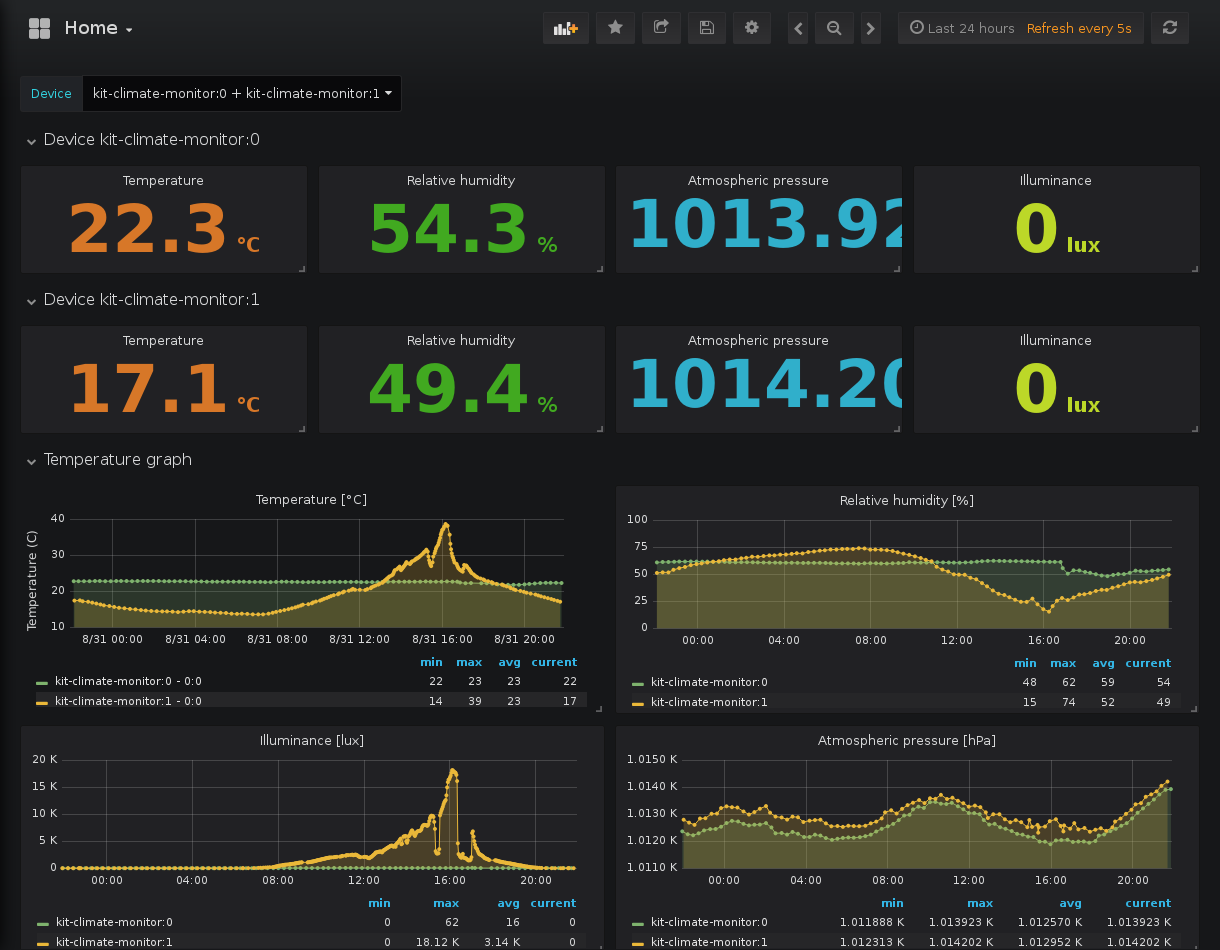 Home
Last 24 hours Refresh every 5s
Device kit-climate-monitor:0 + kit-climate-monitor:1
Device kit-climate-monitor:0
Temperature Relative humidity Atmospheric pressure Illuminance
22.3 °C 54.3 % 1013.92 0 lux
Device kit-climate-monitor:1
Temperature Relative humidity Atmospheric pressure Illuminance
17.1 °C 49.4 % 1014.20 0 lux
Temperature graph
Temperature [°C]
Temperature (C)
40
30
20
10
8/31 00:00 8/31 04:00 8/31 08:00 8/31 12:00 8/31 16:00 8/31 20:00
min max avg current
kit-climate-monitor:0 - 0:0 22 23 23 22
kit-climate-monitor:1 - 0:0 14 39 23 17
Relative humidity [%]
100
75
50
25
0
00:00 04:00 08:00 12:00 16:00 20:00
min max avg current
kit-climate-monitor:0 48 62 59 54
kit-climate-monitor:1 15 74 52 49
Illuminance [lux]
20 K
15 K
10 K
5 K
0
00:00 04:00 08:00 12:00 16:00 20:00
min max avg current
kit-climate-monitor:0 0 62 16 0
kit-climate-monitor:1 0 18.12 K 3.14 K 0
Atmospheric pressure [hPa]
1.0150 K
1.0140 K
1.0130 K
1.0120 K
1.0110 K
00:00 04:00 08:00 12:00 16:00 20:00
min max avg current
kit-climate-monitor:0 1.011888 K 1.013923 K 1.012570 K 1.013923 K
kit-climate-monitor:1 1.012313 K 1.014202 K 1.012952 K 1.014202 K